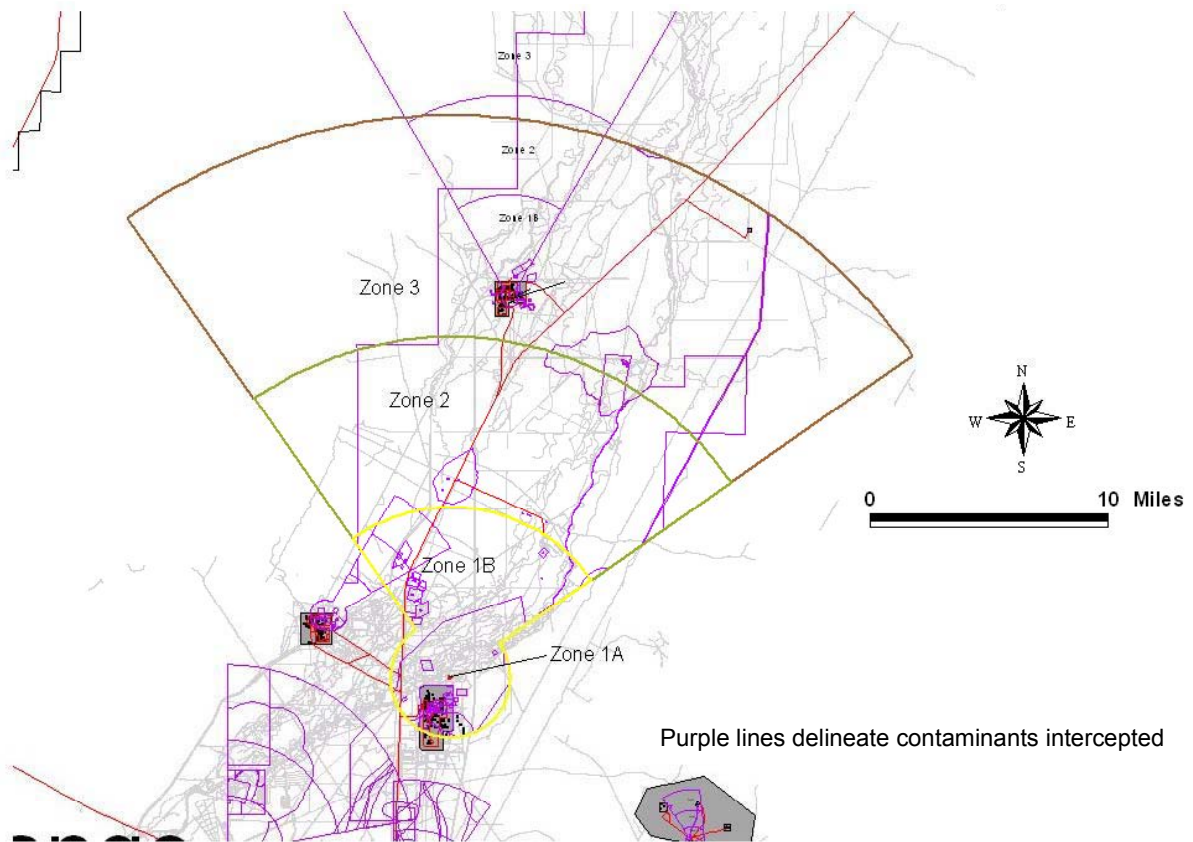 Zone 3
Zone 2
Zone 1B
Zone 3
Zone 2
N
W E
S
0 10 Miles
Zone 1B
Zone 1A
Purple lines delineate contaminants intercepted